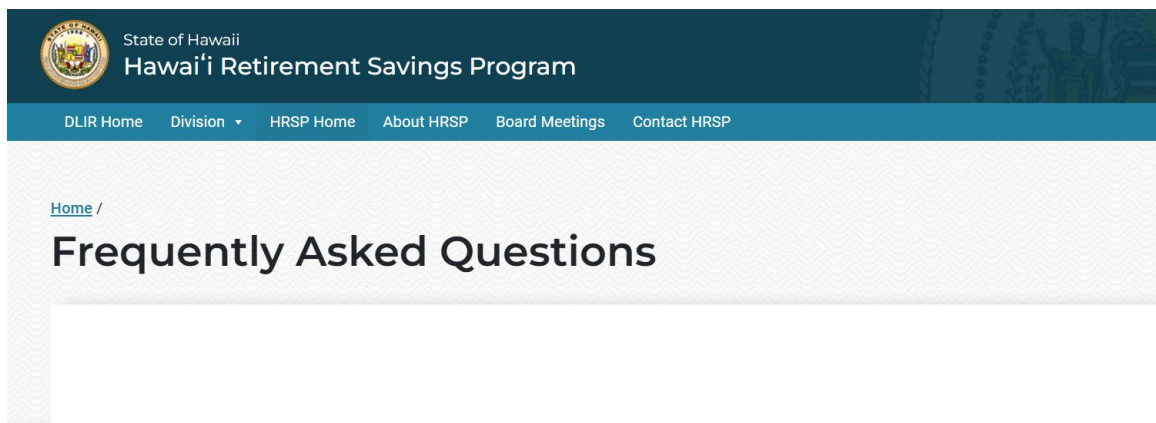 State of Hawaii
Hawaiʻi Retirement Savings Program
DLIR Home Division HRSP Home About HRSP Board Meetings Contact HRSP
Home /
Frequently Asked Questions